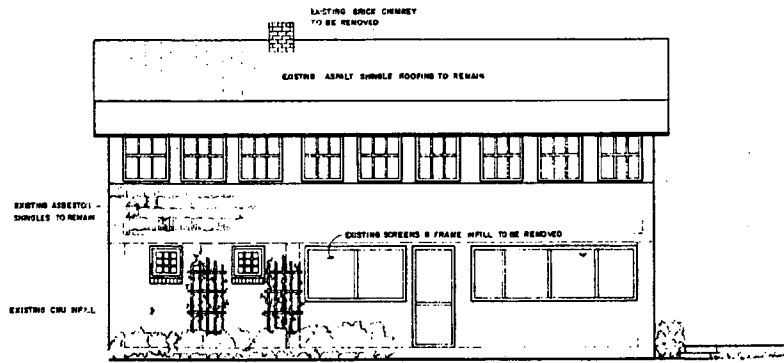 EXISTING BRICK CHIMNEY
TO BE REMOVED
EXISTING ASPALT SHINGLE ROOFING TO REMAIN
EXISTING ASBESTOS
SHINGLES TO REMAIN
EXISTING SCREENS & FRAME INFILL TO BE REMOVED
EXISTING CMU INFILL